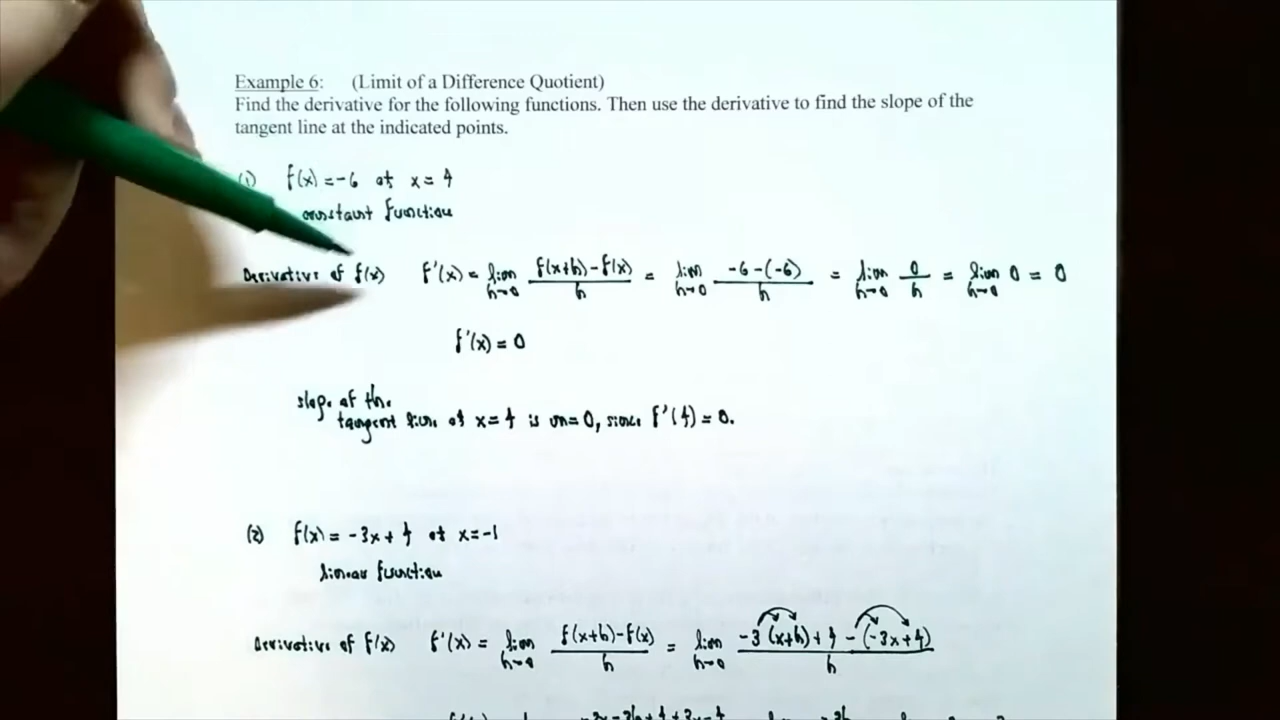 Example 6: (Limit of a Difference Quotient)
Find the derivative for the following functions. Then use the derivative to find the slope of the
tangent line at the indicated points.
(1) f(x) = -6 at x = 4
constant function
Derivative of f(x) f'(x) = lim h→0 f(x+h)-f(x) / h = lim h→0 -6-(-6) / h = lim h→0 0/h = lim h→0 0 = 0
f'(x) = 0
slope of the
tangent line at x=4 is m=0, since f'(4) = 0.
(2) f(x) = -3x + 4 at x = -1
linear function
Derivative of f(x) f'(x) = lim h→0 f(x+h)-f(x) / h = lim h→0 -3(x+h)+4-(-3x+4) / h